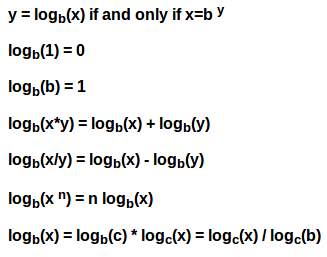 y = log_b(x) if and only if x=b ^y
log_b(1) = 0
log_b(b) = 1
log_b(x*y) = log_b(x) + log_b(y)
log_b(x/y) = log_b(x) - log_b(y)
log_b(x ^n) = n log_b(x)
log_b(x) = log_b(c) * log_c(x) = log_c(x) / log_c(b)